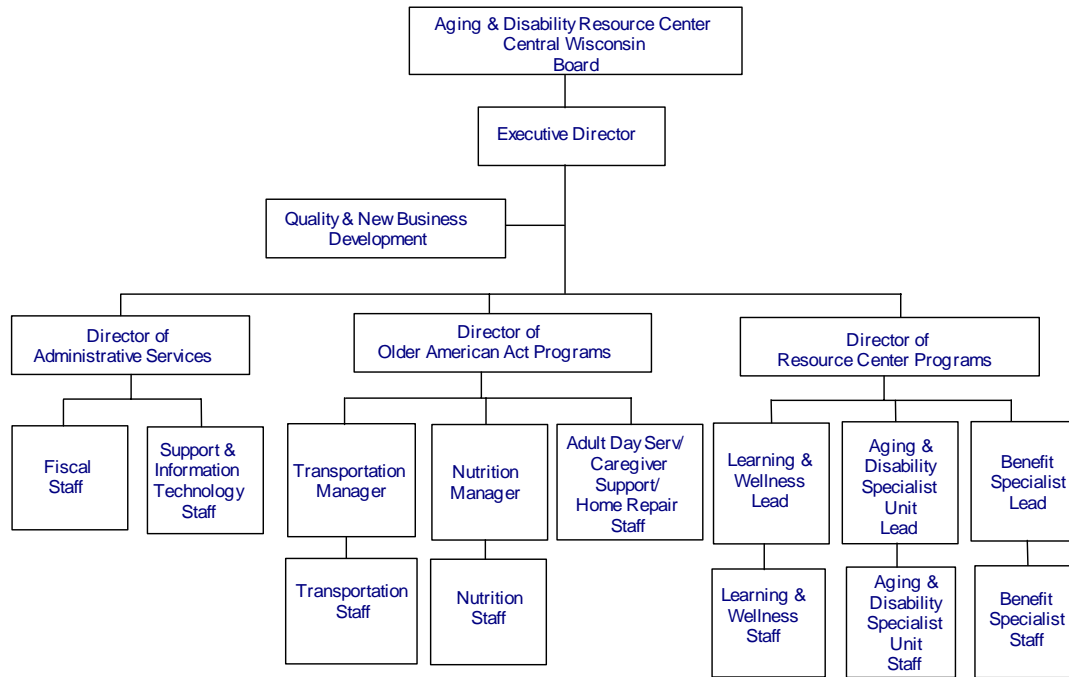 Aging & Disability Resource Center
Central Wisconsin
Board
Executive Director
Quality & New Business
Development
Director of
Administrative Services
Director of
Older American Act Programs
Director of
Resource Center Programs
Fiscal
Staff
Support &
Information
Technology
Staff
Transportation
Manager
Nutrition
Manager
Adult Day Serv/
Caregiver
Support/
Home Repair
Staff
Learning &
Wellness
Lead
Aging &
Disability
Specialist
Unit
Lead
Benefit
Specialist
Lead
Transportation
Staff
Nutrition
Staff
Learning &
Wellness
Staff
Aging &
Disability
Specialist
Unit
Staff
Benefit
Specialist
Staff